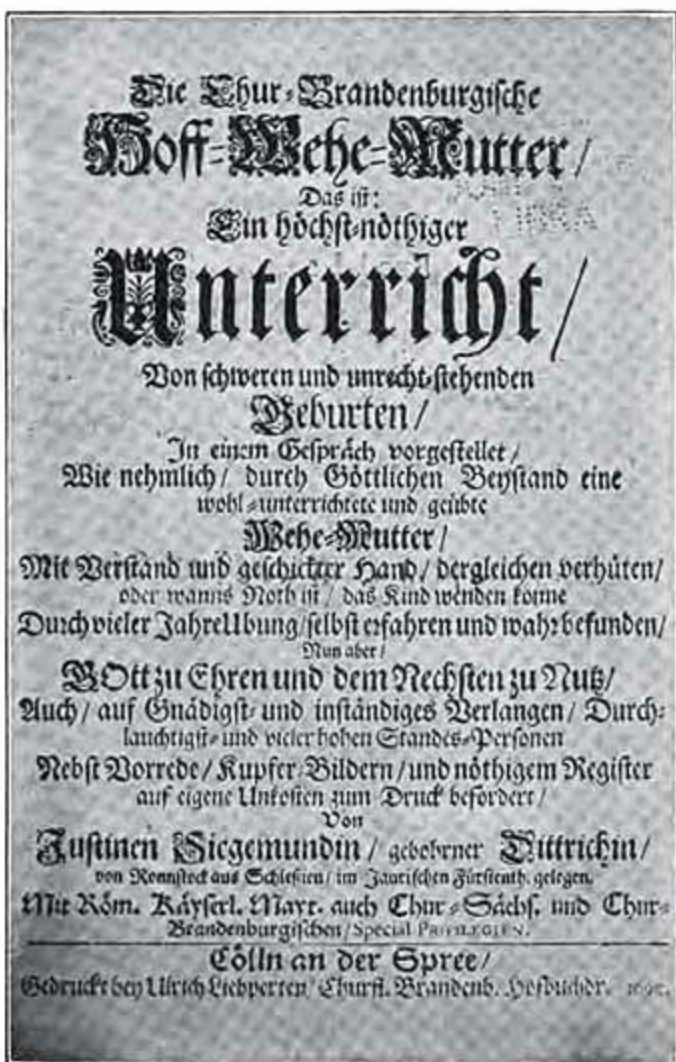 Die Chur-Brandenburgische
Hoff-Wehe-Mutter/
Das ist:
Ein höchst-nöthiger
Unterricht/
Von schweren und unrecht-stehenden
Geburten/
In einem Gespräch vorgestellet/
Wie nehmlich/ durch Göttlichen Beystand eine
wohl-unterrichtete und geübte
Wehe-Mutter/
Mit Verstand und geschickter Hand/ dergleichen verhüten/
oder wanns Noth ist/ das Kind wenden könne
Durch vieler Jahre Ubung/ selbst erfahren und wahr befunden/
Nun aber/
GOtt zu Ehren und dem Nechsten zu Nutz/
Auch/ auf Gnädigst- und inständiges Verlangen/ Durch-
lauchtigst- und vieler hohen Standes-Personen
Nebst Vorrede/ Kupfer-Bildern/ und nöthigem Register
auf eigene Unkosten zum Druck befördert/
Von
Justinen Siegemundin/ gebohrner Dittrichin/
von Ronnstock aus Schlesien/ im Jaurischen Fürstenth. gelegen.
Mit Röm. Käyserl. Mayt. auch Chur-Sächs. und Chur-
Brandenburgischen/ Special PRIVILEGIEN.
Cölln an der Spree/
Gedruckt bey Ulrich Liebperten/ Churfl. Brandenb. Hofbuchdr.